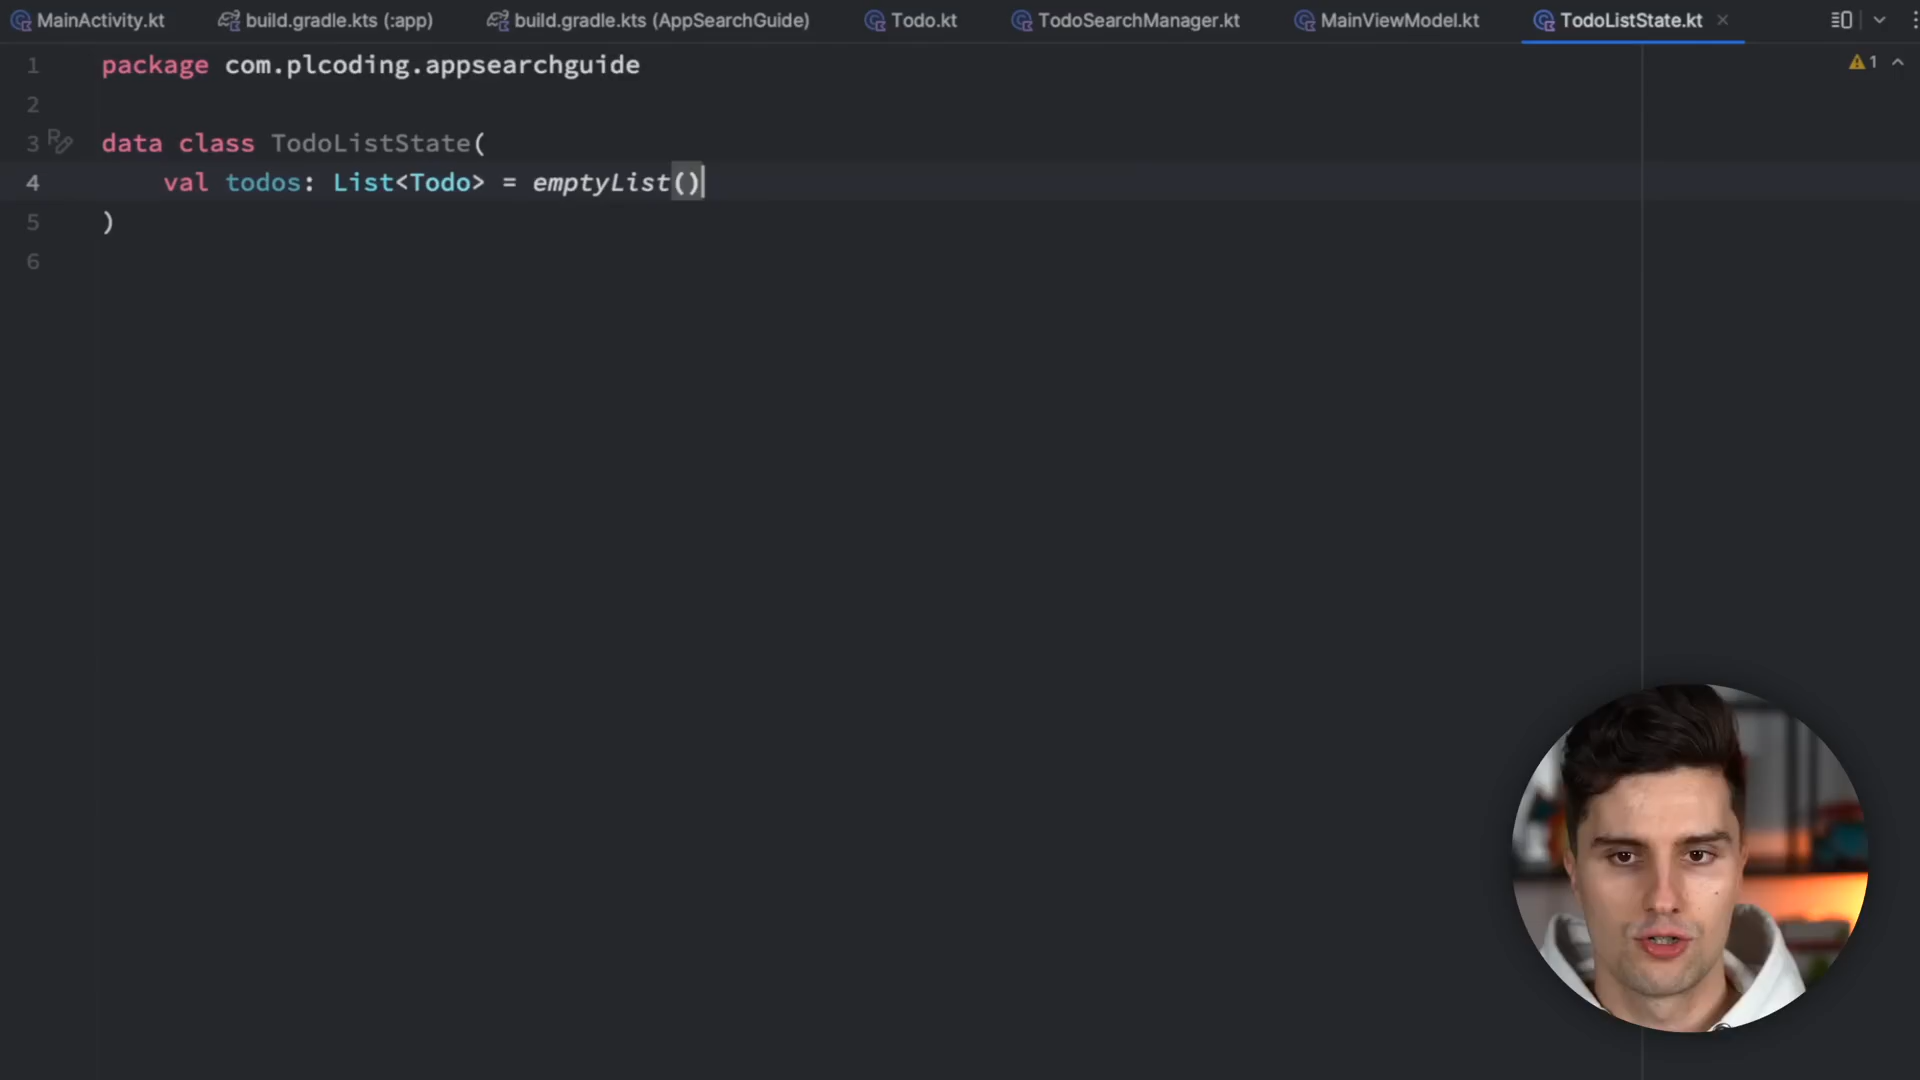 MainActivity.kt build.gradle.kts (:app) build.gradle.kts (AppSearchGuide) Todo.kt TodoSearchManager.kt MainViewModel.kt TodoListState.kt
1 package com.plcoding.appsearchguide
1
2
3 data class TodoListState(
4 val todos: List<Todo> = emptyList()
5 )
6